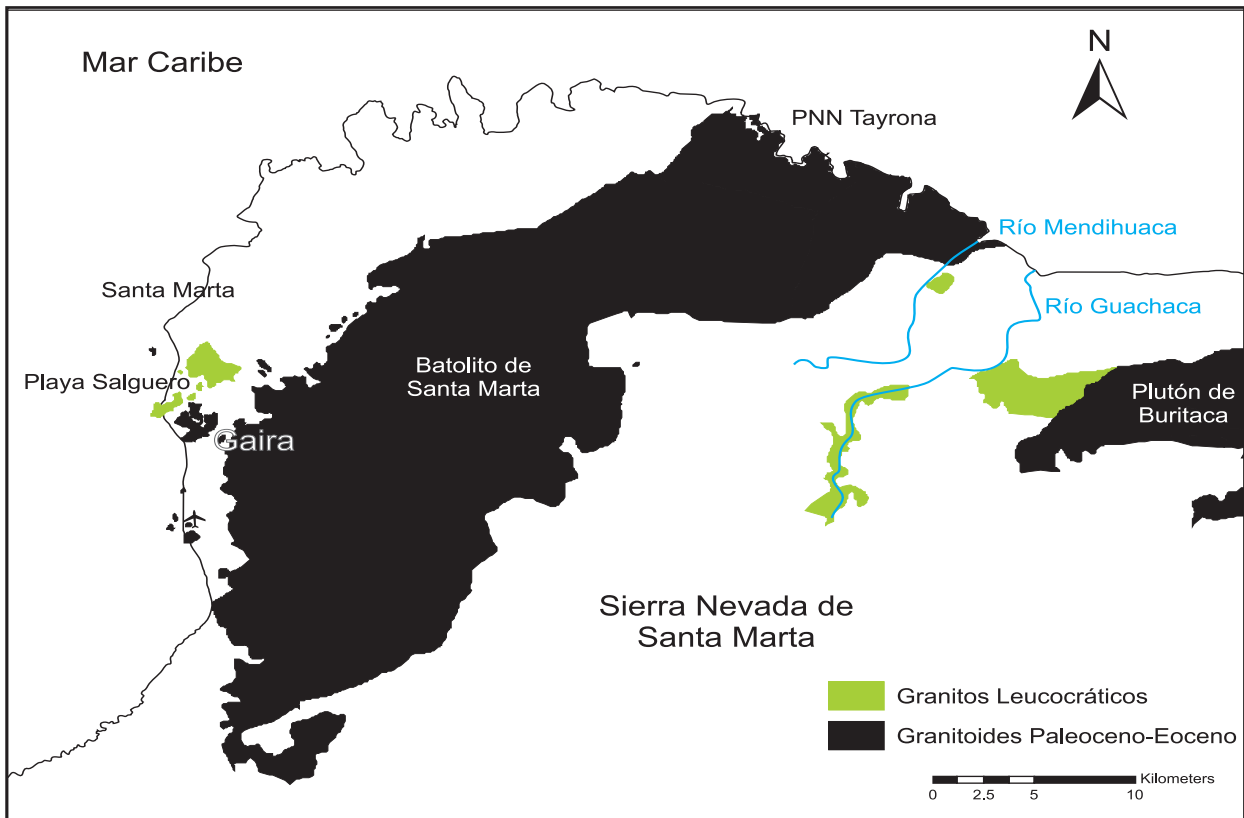 Mar Caribe
N
PNN Tayrona
Río Mendihuaca
Santa Marta
Río Guachaca
Playa Salguero
Batolito de
Santa Marta
Plutón de
Buritaca
Gaira
Sierra Nevada de
Santa Marta
Granitos Leucocráticos
Granitoides Paleoceno-Eoceno
Kilometers
0 2.5 5 10